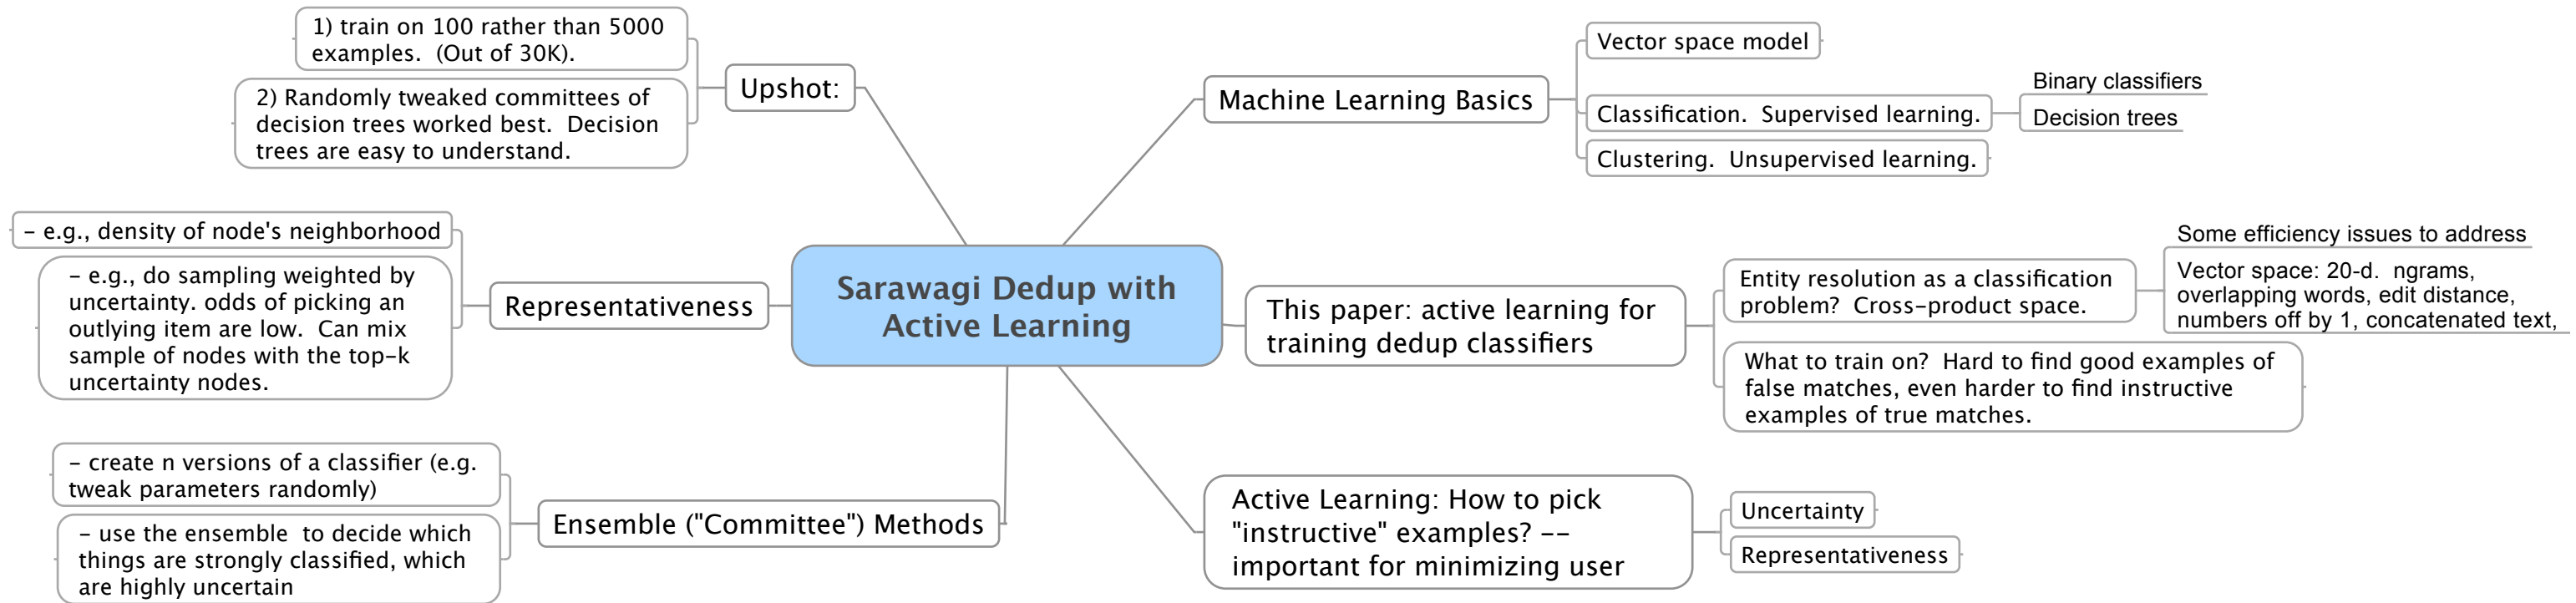 Sarawagi Dedup with
Active Learning
Machine Learning Basics
Vector space model
Classification.  Supervised learning.
Binary classifiers
Decision trees
Clustering.  Unsupervised learning.
This paper: active learning for
training dedup classifiers
Entity resolution as a classification
problem?  Cross-product space.
Some efficiency issues to address
Vector space: 20-d.  ngrams,
overlapping words, edit distance,
numbers off by 1, concatenated text,
What to train on?  Hard to find good examples of
false matches, even harder to find instructive
examples of true matches.
Active Learning: How to pick
"instructive" examples? --
important for minimizing user
Uncertainty
Representativeness
Upshot:
1) train on 100 rather than 5000
examples.  (Out of 30K).
2) Randomly tweaked committees of
decision trees worked best.  Decision
trees are easy to understand.
Representativeness
- e.g., density of node's neighborhood
- e.g., do sampling weighted by
uncertainty. odds of picking an
outlying item are low.  Can mix
sample of nodes with the top-k
uncertainty nodes.
Ensemble ("Committee") Methods
- create n versions of a classifier (e.g.
tweak parameters randomly)
- use the ensemble  to decide which
things are strongly classified, which
are highly uncertain